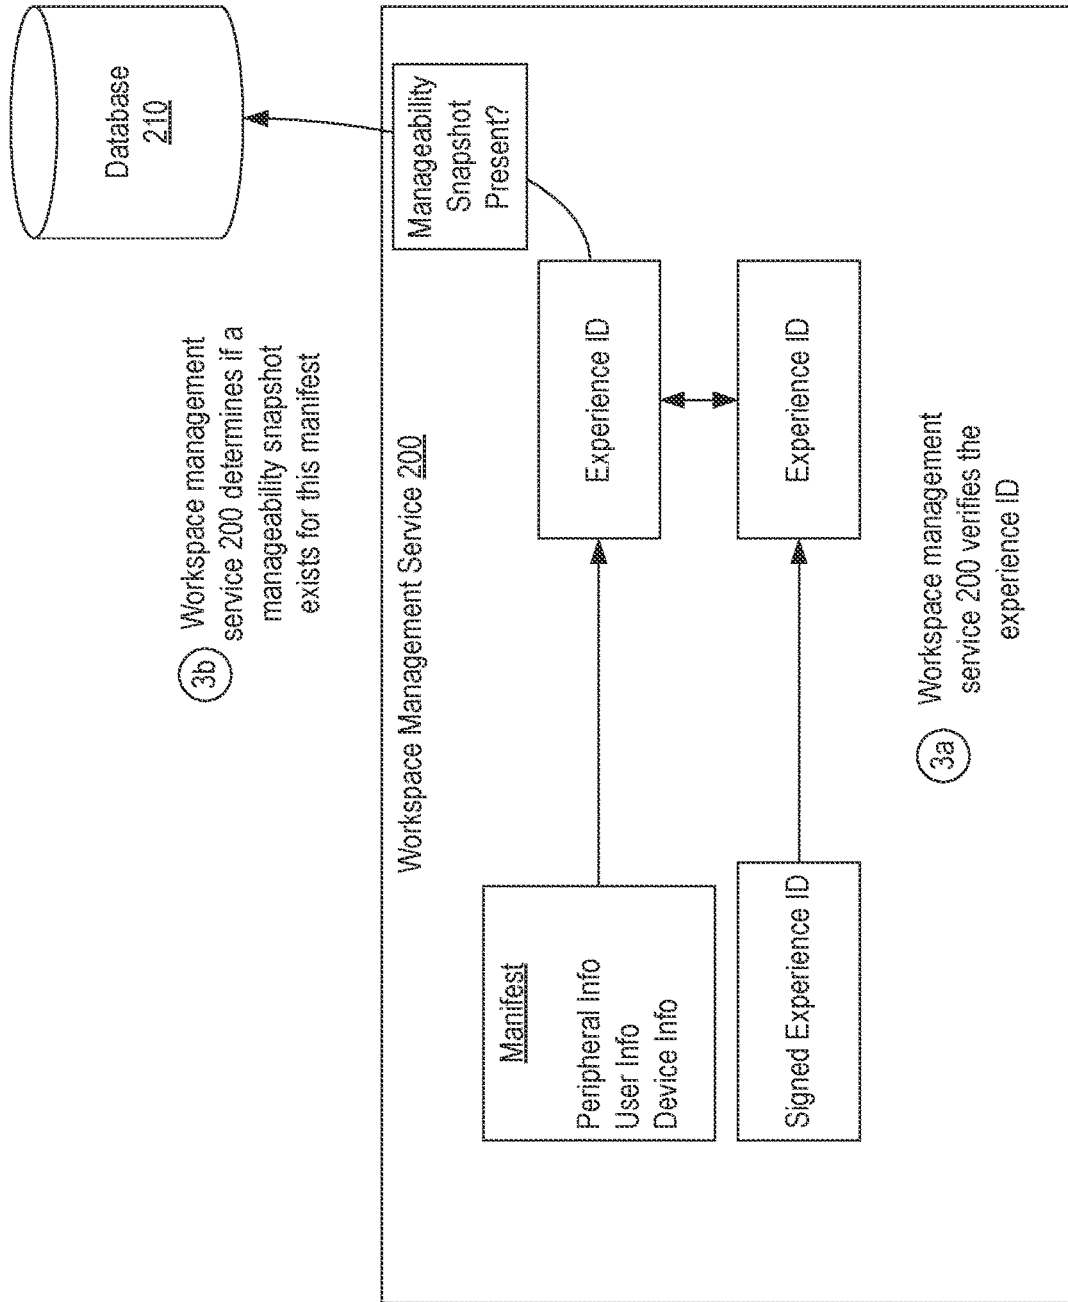 Database
210
3b
Workspace management
service 200 determines if a
manageability snapshot
exists for this manifest
Workspace Management Service 200
Manageability
Snapshot
Present?
Manifest
Peripheral Info
User Info
Device Info
Experience ID
Signed Experience ID
Experience ID
3a
Workspace management
service 200 verifies the
experience ID